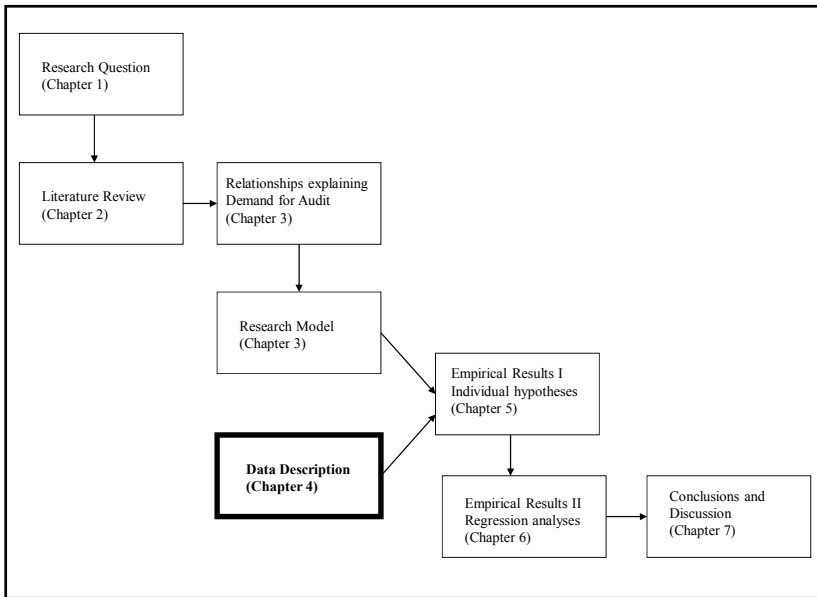 Research Question
(Chapter 1)
Literature Review
(Chapter 2)
Relationships explaining
Demand for Audit
(Chapter 3)
Research Model
(Chapter 3)
Data Description
(Chapter 4)
Empirical Results I
Individual hypotheses
(Chapter 5)
Empirical Results II
Regression analyses
(Chapter 6)
Conclusions and
Discussion
(Chapter 7)